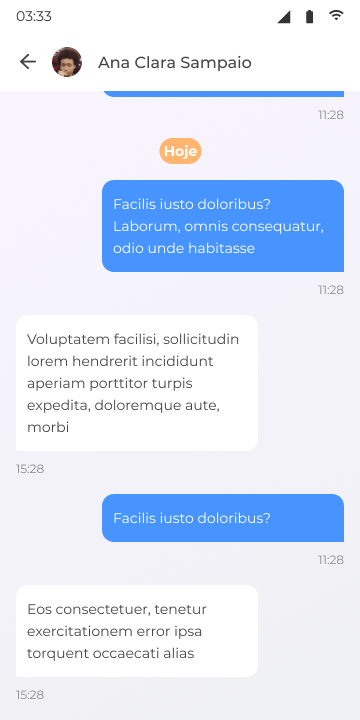 03:33
Ana Clara Sampaio
11:28
Hoje
Facilis iusto doloribus?
Laborum, omnis consequatur,
odio unde habitasse
11:28
Voluptatem facilisi, sollicitudin
lorem hendrerit incididunt
aperiam porttitor turpis
expedita, doloremque aute,
morbi
15:28
Facilis iusto doloribus?
11:28
Eos consectetuer, tenetur
exercitationem error ipsa
torquent occaecati alias
15:28